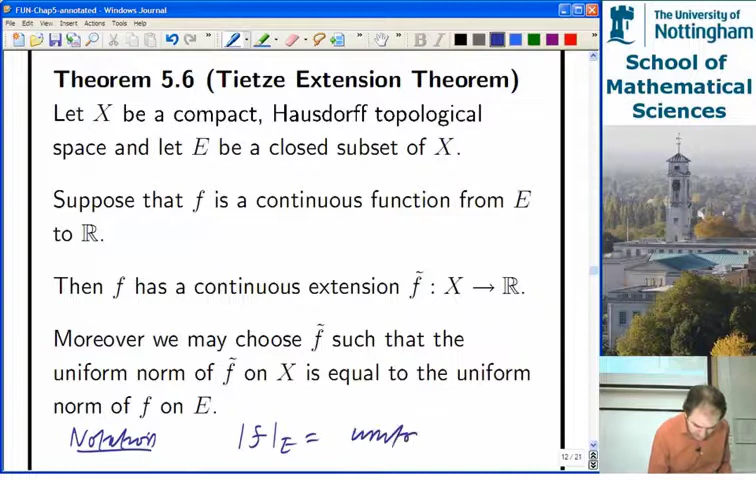 FUN-Chap5-annotated - Windows Journal
File Edit View Insert Actions Tools Help
B I
Theorem 5.6 (Tietze Extension Theorem)
Let X be a compact, Hausdorff topological
space and let E be a closed subset of X.
Suppose that f is a continuous function from E
to ℝ.
Then f has a continuous extension f̃ : X → ℝ.
Moreover we may choose f̃ such that the
uniform norm of f̃ on X is equal to the uniform
norm of f on E.
Notation |f|_E = unifo
12 / 21
The University of
Nottingham
School of
Mathematical
Sciences